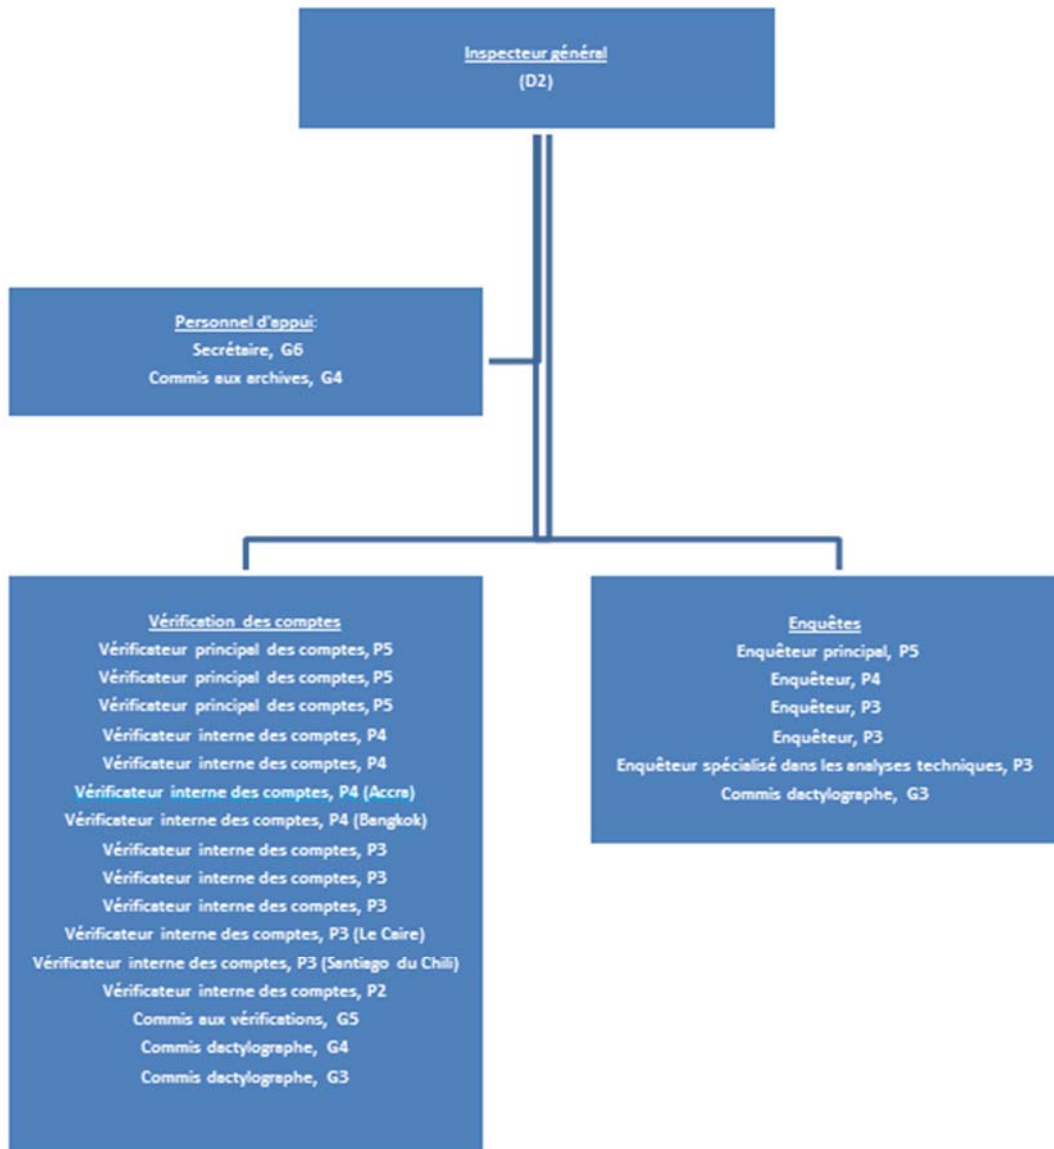 Inspecteur général
(D2)
Personnel d'appui:
Secrétaire, G6
Commis aux archives, G4
Vérification des comptes
Vérificateur principal des comptes, P5
Vérificateur principal des comptes, P5
Vérificateur principal des comptes, P5
Vérificateur interne des comptes, P4
Vérificateur interne des comptes, P4
Vérificateur interne des comptes, P4 (Accra)
Vérificateur interne des comptes, P4 (Bangkok)
Vérificateur interne des comptes, P3
Vérificateur interne des comptes, P3
Vérificateur interne des comptes, P3
Vérificateur interne des comptes, P3 (Le Caire)
Vérificateur interne des comptes, P3 (Santiago du Chili)
Vérificateur interne des comptes, P2
Commis aux vérifications, G5
Commis dactylographe, G4
Commis dactylographe, G3
Enquêtes
Enquêteur principal, P5
Enquêteur, P4
Enquêteur, P3
Enquêteur, P3
Enquêteur spécialisé dans les analyses techniques, P3
Commis dactylographe, G3